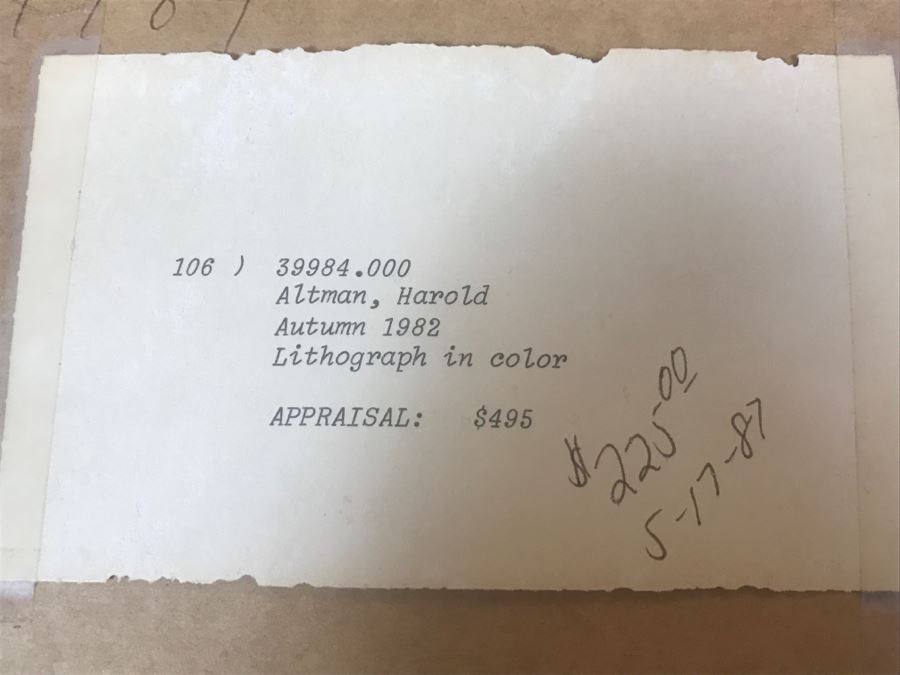 106 ) 39984.000
Altman, Harold
Autumn 1982
Lithograph in color
APPRAISAL: $495
$225.00
5-17-87